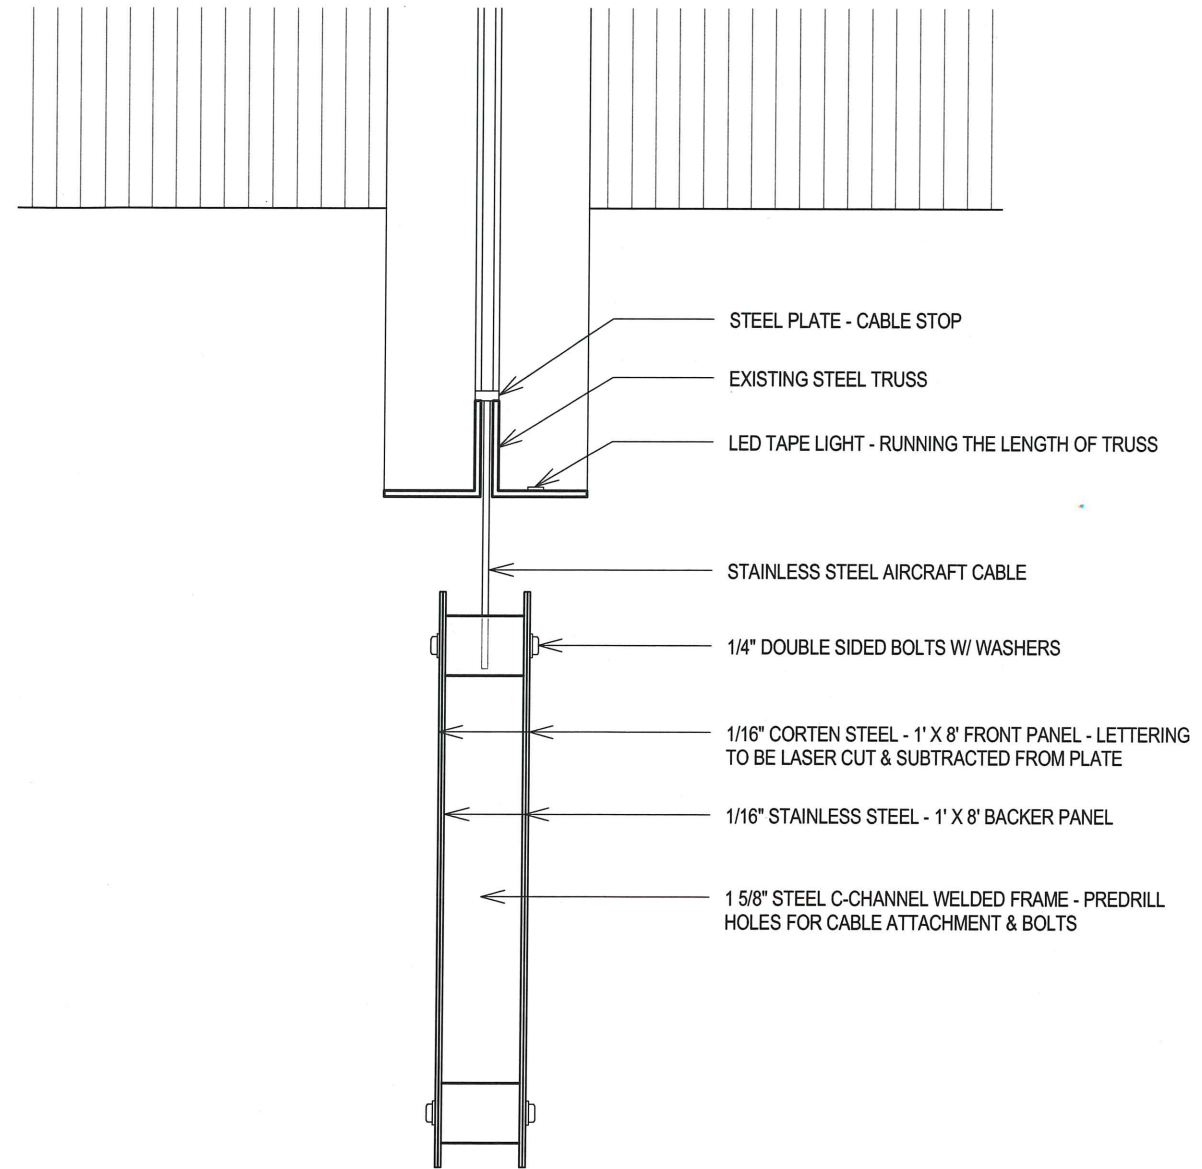 STEEL PLATE - CABLE STOP
EXISTING STEEL TRUSS
LED TAPE LIGHT - RUNNING THE LENGTH OF TRUSS
STAINLESS STEEL AIRCRAFT CABLE
1/4" DOUBLE SIDED BOLTS W/ WASHERS
1/16" CORTEN STEEL - 1' X 8' FRONT PANEL - LETTERING
TO BE LASER CUT & SUBTRACTED FROM PLATE
1/16" STAINLESS STEEL - 1' X 8' BACKER PANEL
1 5/8" STEEL C-CHANNEL WELDED FRAME - PREDRILL
HOLES FOR CABLE ATTACHMENT & BOLTS